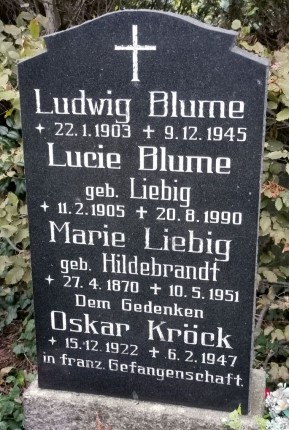 Ludwig Blume
* 22.1.1903 ✝ 9.12.1945
Lucie Blume
geb. Liebig
* 11.2.1905 ✝ 20.8.1990
Marie Liebig
geb. Hildebrandt
* 27.4.1870 ✝ 10.5.1951
Dem Gedenken
Oskar Kröck
* 15.12.1922 ✝ 6.2.1947
in franz. Gefangenschaft